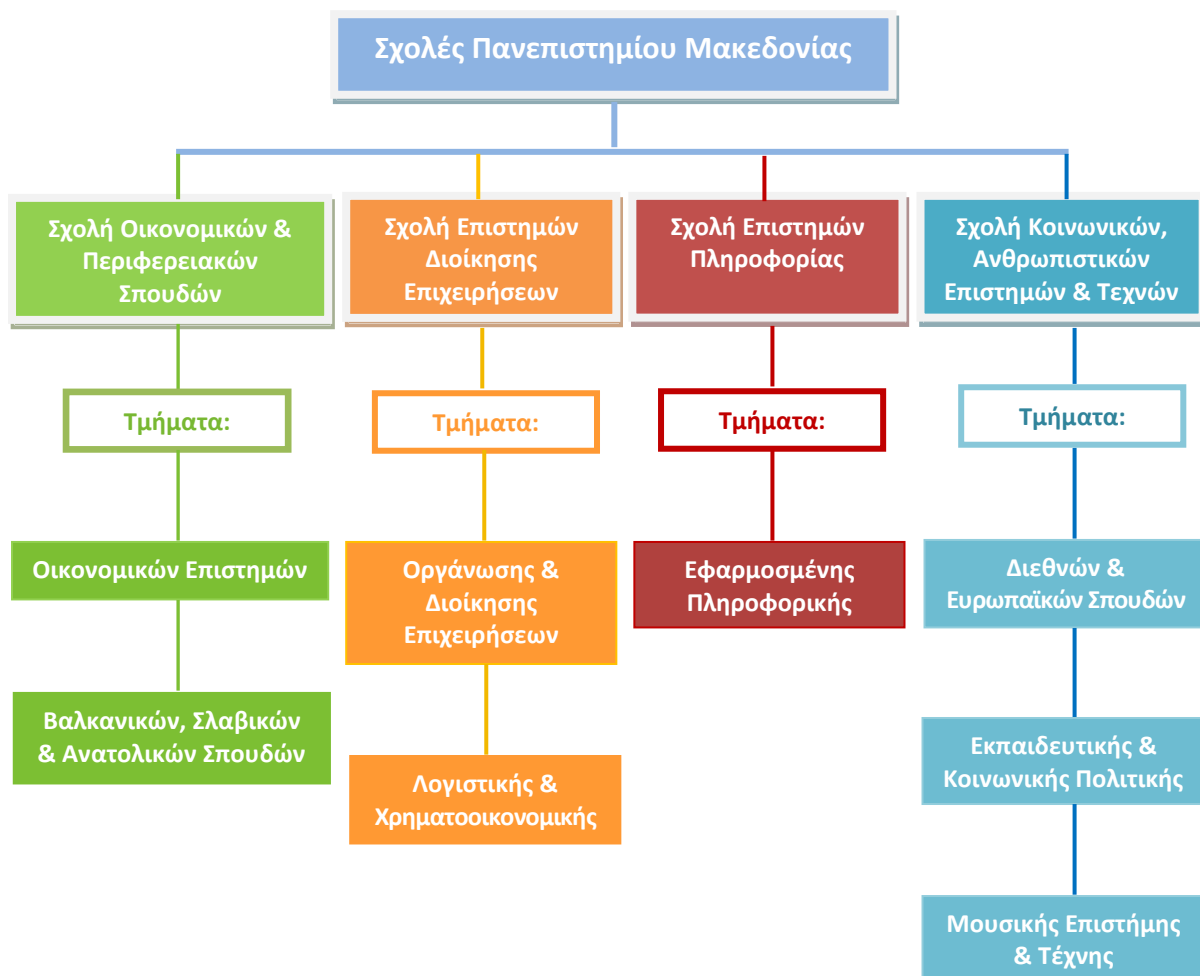 Σχολές Πανεπιστημίου Μακεδονίας
Σχολή Οικονομικών &
Περιφερειακών
Σπουδών
Σχολή Επιστημών
Διοίκησης
Επιχειρήσεων
Σχολή Επιστημών
Πληροφορίας
Σχολή Κοινωνικών,
Ανθρωπιστικών
Επιστημών & Τεχνών
Τμήματα:
Τμήματα:
Τμήματα:
Τμήματα:
Οικονομικών Επιστημών
Οργάνωσης &
Διοίκησης
Επιχειρήσεων
Εφαρμοσμένης
Πληροφορικής
Διεθνών &
Ευρωπαϊκών Σπουδών
Βαλκανικών, Σλαβικών
& Ανατολικών Σπουδών
Λογιστικής &
Χρηματοοικονομικής
Εκπαιδευτικής &
Κοινωνικής Πολιτικής
Μουσικής Επιστήμης
& Τέχνης